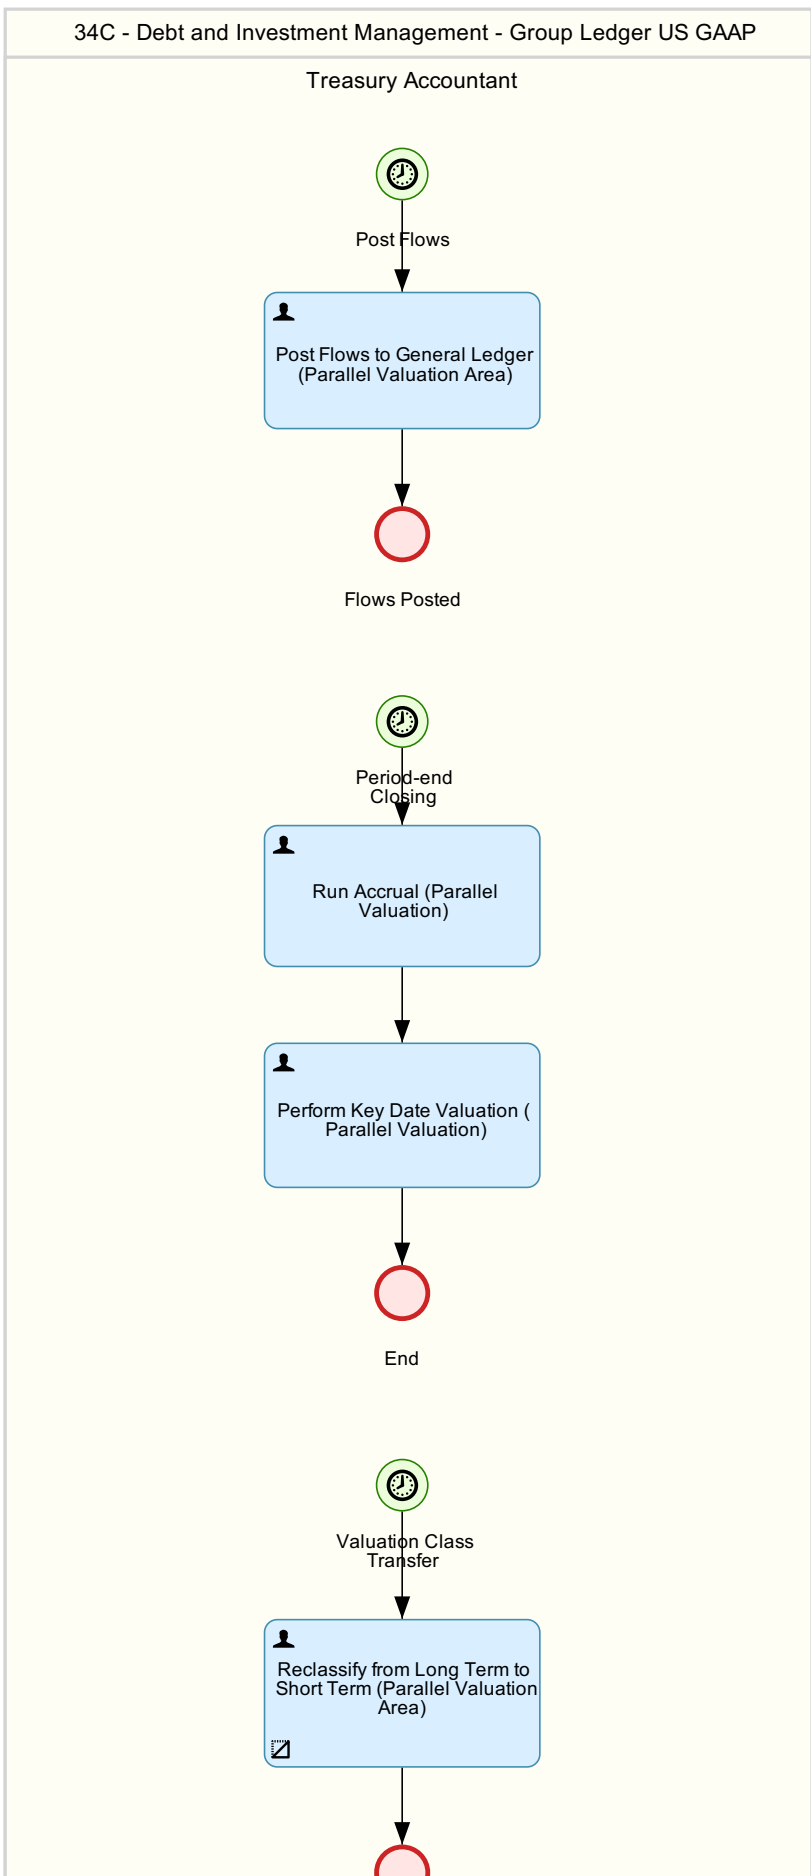 34C - Debt and Investment Management - Group Ledger US GAAP
Treasury Accountant
Post Flows
Post Flows to General Ledger
(Parallel Valuation Area)
Flows Posted
Period-end
Closing
Run Accrual (Parallel
Valuation)
Perform Key Date Valuation (
Parallel Valuation)
End
Valuation Class
Transfer
Reclassify from Long Term to
Short Term (Parallel Valuation
Area)